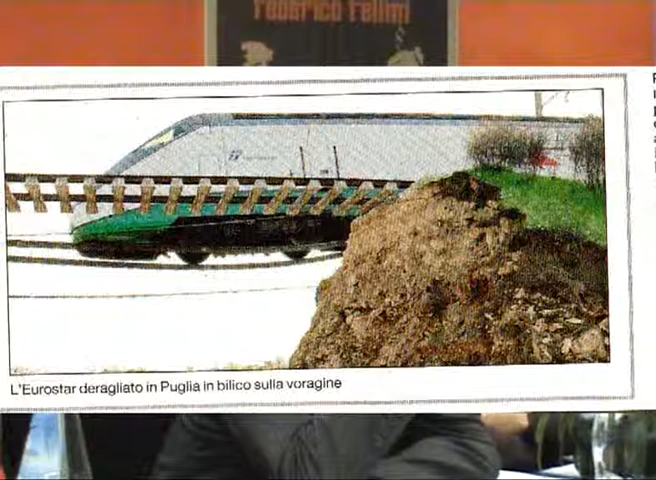 Federico Fellini
L'Eurostar deragliato in Puglia in bilico sulla voragine